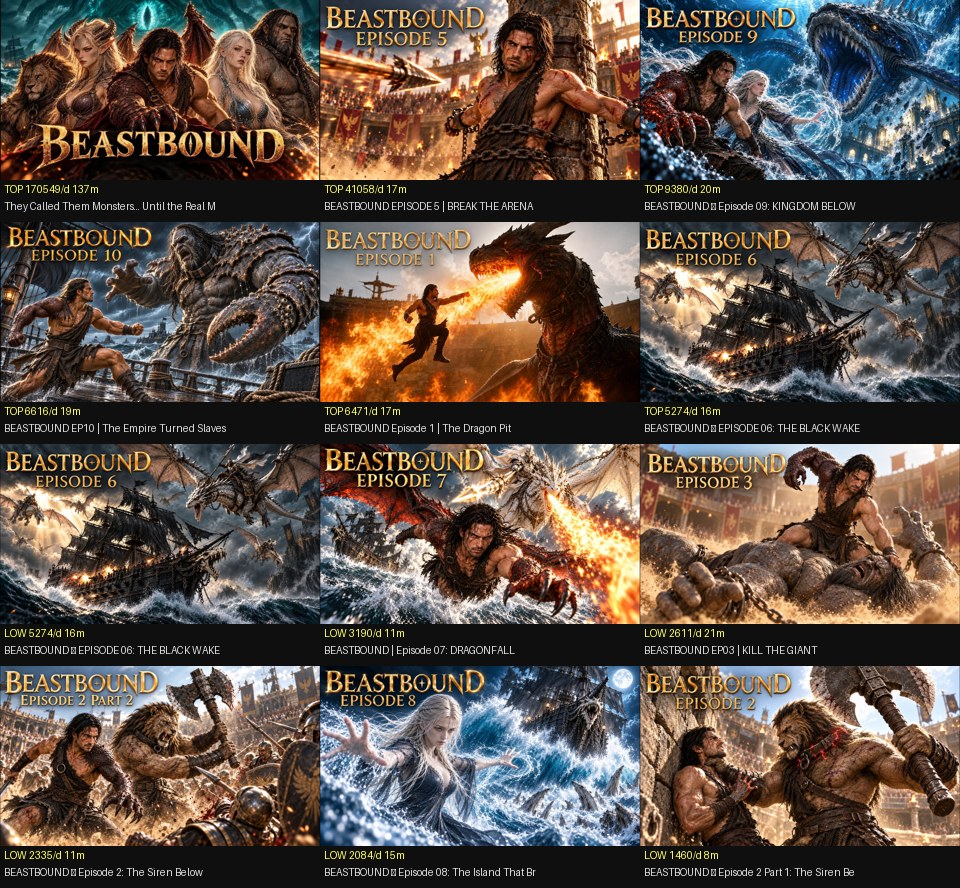 BEASTBOUND
TOP 170549/d 137m
They Called Them Monsters... Until the Real M
BEASTBOUND
EPISODE 5
TOP 41058/d 17m
BEASTBOUND EPISODE 5 | BREAK THE ARENA
BEASTBOUND
EPISODE 9
TOP 9380/d 20m
BEASTBOUND □ Episode 09: KINGDOM BELOW
BEASTBOUND
EPISODE 10
TOP 6616/d 19m
BEASTBOUND EP10 | The Empire Turned Slaves
BEASTBOUND
EPISODE 1
TOP 6471/d 17m
BEASTBOUND Episode 1 | The Dragon Pit
BEASTBOUND
EPISODE 6
TOP 5274/d 16m
BEASTBOUND □ EPISODE 06: THE BLACK WAKE
BEASTBOUND
EPISODE 6
LOW 5274/d 16m
BEASTBOUND □ EPISODE 06: THE BLACK WAKE
BEASTBOUND
EPISODE 7
LOW 3190/d 11m
BEASTBOUND | Episode 07: DRAGONFALL
BEASTBOUND
EPISODE 3
LOW 2611/d 21m
BEASTBOUND EP03 | KILL THE GIANT
BEASTBOUND
EPISODE 2 PART 2
LOW 2335/d 11m
BEASTBOUND □ Episode 2: The Siren Below
BEASTBOUND
EPISODE 8
LOW 2084/d 15m
BEASTBOUND □ Episode 08: The Island That Br
BEASTBOUND
EPISODE 2
LOW 1460/d 8m
BEASTBOUND □ Episode 2 Part 1: The Siren Be